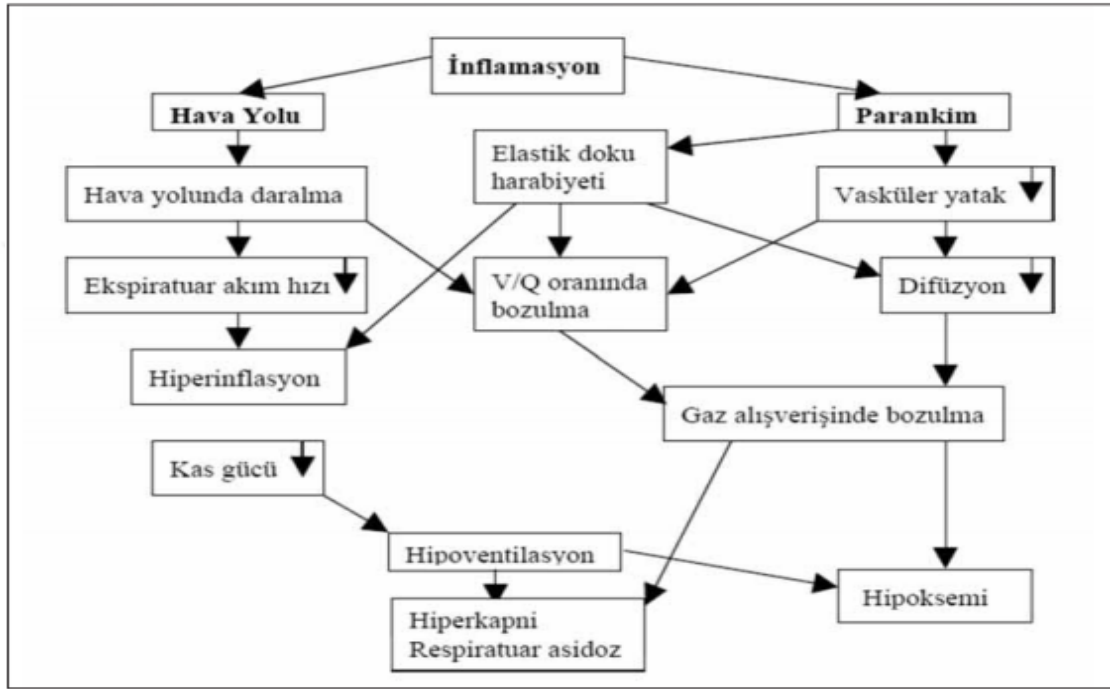 İnflamasyon
Hava Yolu
Parankim
Elastik doku
harabiyeti
Hava yolunda daralma
Vasküler yatak
Ekspiratuar akım hızı
V/Q oranında
bozulma
Difüzyon
Hiperinflasyon
Gaz alışverişinde bozulma
Kas gücü
Hipoventilasyon
Hipoksemi
Hiperkapni
Respiratuar asidoz